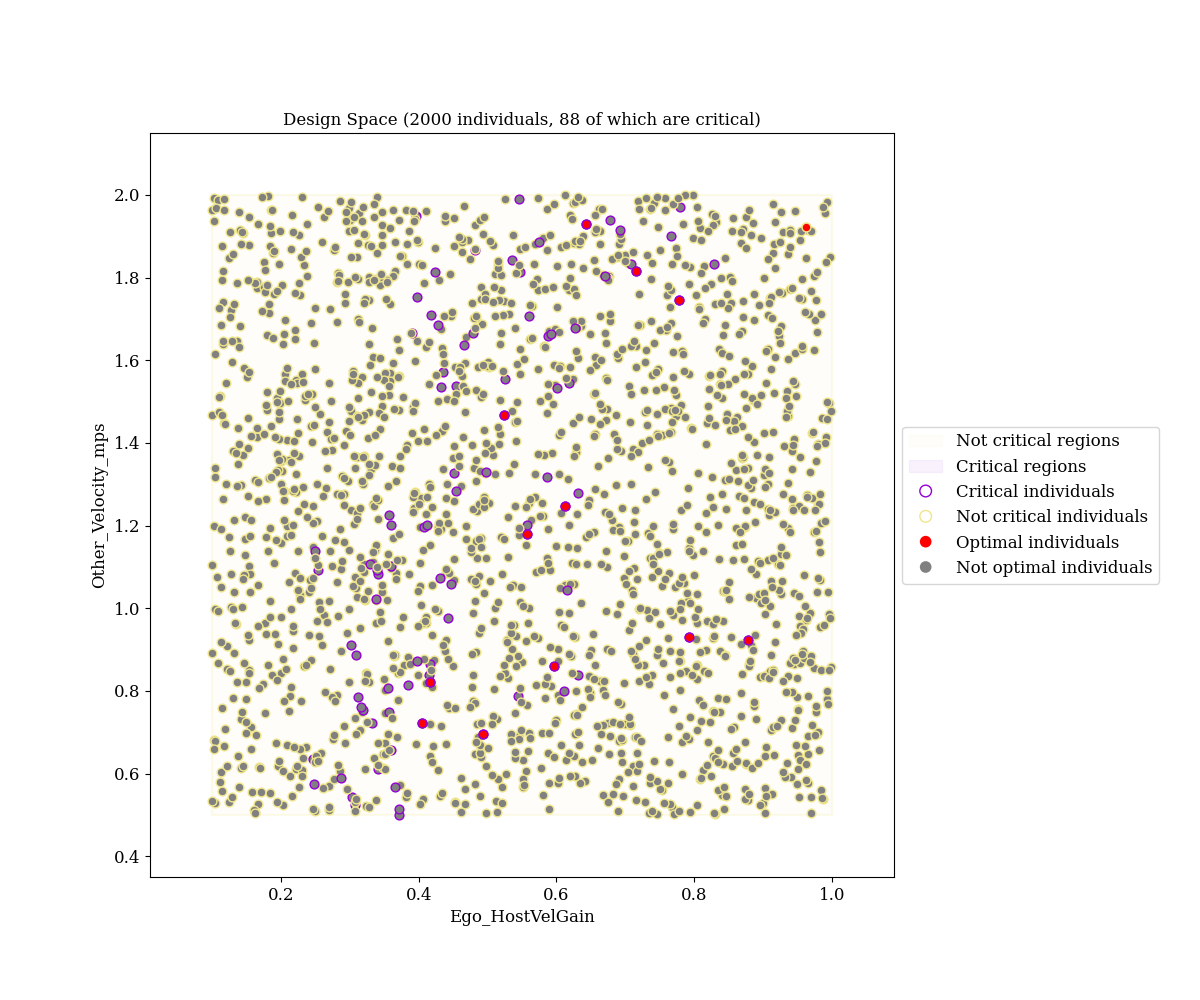 Design Space (2000 individuals, 88 of which are critical)
2.0
1.8
1.6
1.4
1.2
1.0
0.8
0.6
0.4
Other_Velocity_mps
0.2
0.4
0.6
0.8
1.0
Ego_HostVelGain
Not critical regions
Critical regions
Critical individuals
Not critical individuals
Optimal individuals
Not optimal individuals